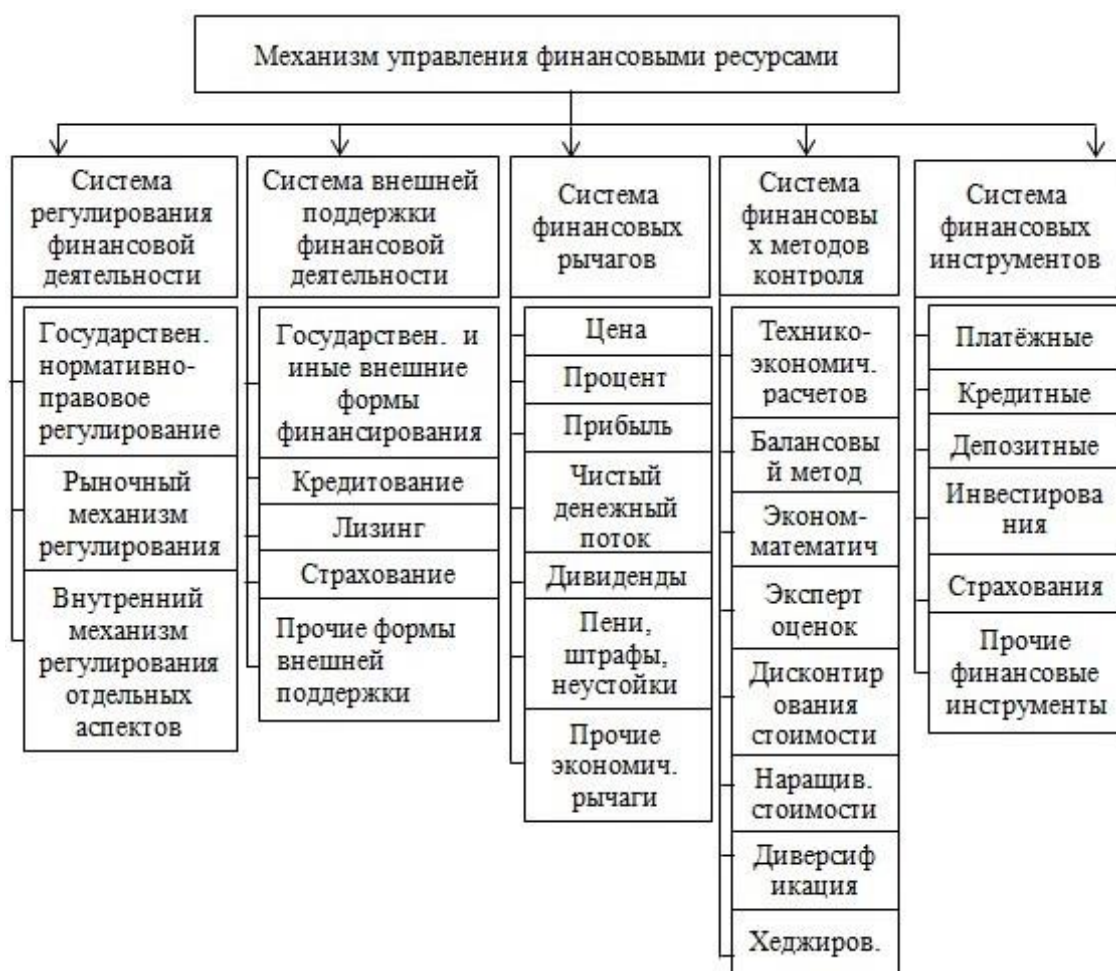 Механизм управления финансовыми ресурсами
Система
регулирования
финансовой
деятельности
Государствен.
нормативно-
правовое
регулирование
Рыночный
механизм
регулирования
Внутренний
механизм
регулирования
отдельных
аспектов
Система внешней
поддержки
финансовой
деятельности
Государствен. и
иные внешние
формы
финансирования
Кредитование
Лизинг
Страхование
Прочие формы
внешней
поддержки
Система
финансовых
рычагов
Цена
Процент
Прибыль
Чистый
денежный
поток
Дивиденды
Пени,
штрафы,
неустойки
Прочие
экономич.
рычаги
Система
финансовы
х методов
контроля
Технико-
экономич.
расчетов
Балансовы
й метод
Эконом-
математич
Эксперт
оценок
Дисконтир
ования
стоимости
Наращив.
стоимости
Диверсиф
икация
Хеджиров.
Система
финансовых
инструментов
Платёжные
Кредитные
Депозитные
Инвестирова
ния
Страхования
Прочие
финансовые
инструменты